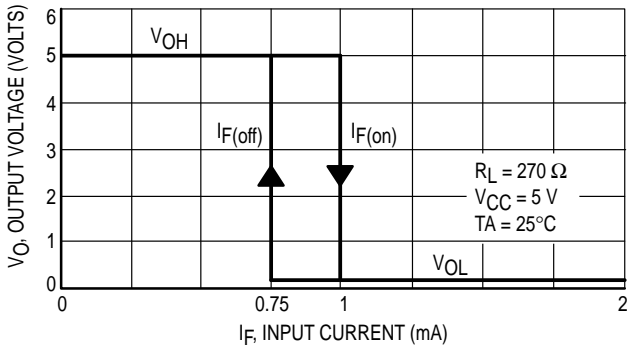 VO, OUTPUT VOLTAGE (VOLTS)
6
5
4
3
2
1
0
VOH
IF(off)
IF(on)
RL = 270 Ω
VCC = 5 V
TA = 25°C
VOL
0
0.75
1
2
IF, INPUT CURRENT (mA)